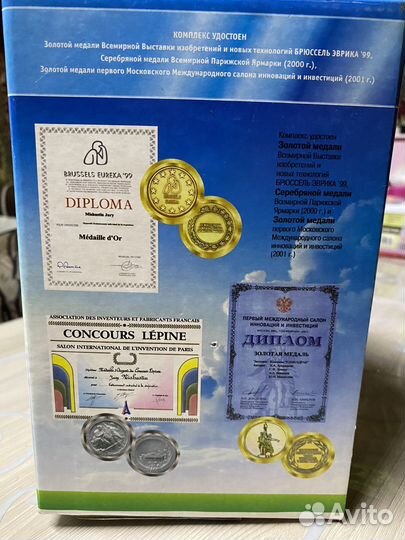 КОМПЛЕКС УДОСТОЕН
Золотой медали Всемирной Выставки изобретений и новых технологий БРЮССЕЛЬ ЭВРИКА '99,
Серебряной медали Всемирной Парижской Ярмарки (2000 г.),
Золотой медали первого Московского Международного салона инноваций и инвестиций (2001 г.)
BRUSSELS EUREKA '99
DIPLOMA
Médaille d'Or
Комплекс удостоен
Золотой медали
Всемирной Выставки
изобретений и
новых технологий
БРЮССЕЛЬ ЭВРИКА '99,
Серебряной медали
Всемирной Парижской
Ярмарки (2000 г.) и
Золотой медали
первого Московского
Международного салона
инноваций и инвестиций
(2001 г.)
ASSOCIATION DES INVENTEURS ET FABRICANTS FRANÇAIS
CONCOURS LÉPINE
SALON INTERNATIONAL DE L'INVENTION DE PARIS
ПЕРВЫЙ МЕЖДУНАРОДНЫЙ САЛОН
ИННОВАЦИЙ И ИНВЕСТИЦИЙ
ДИПЛОМ
ЗОЛОТАЯ МЕДАЛЬ
Avito